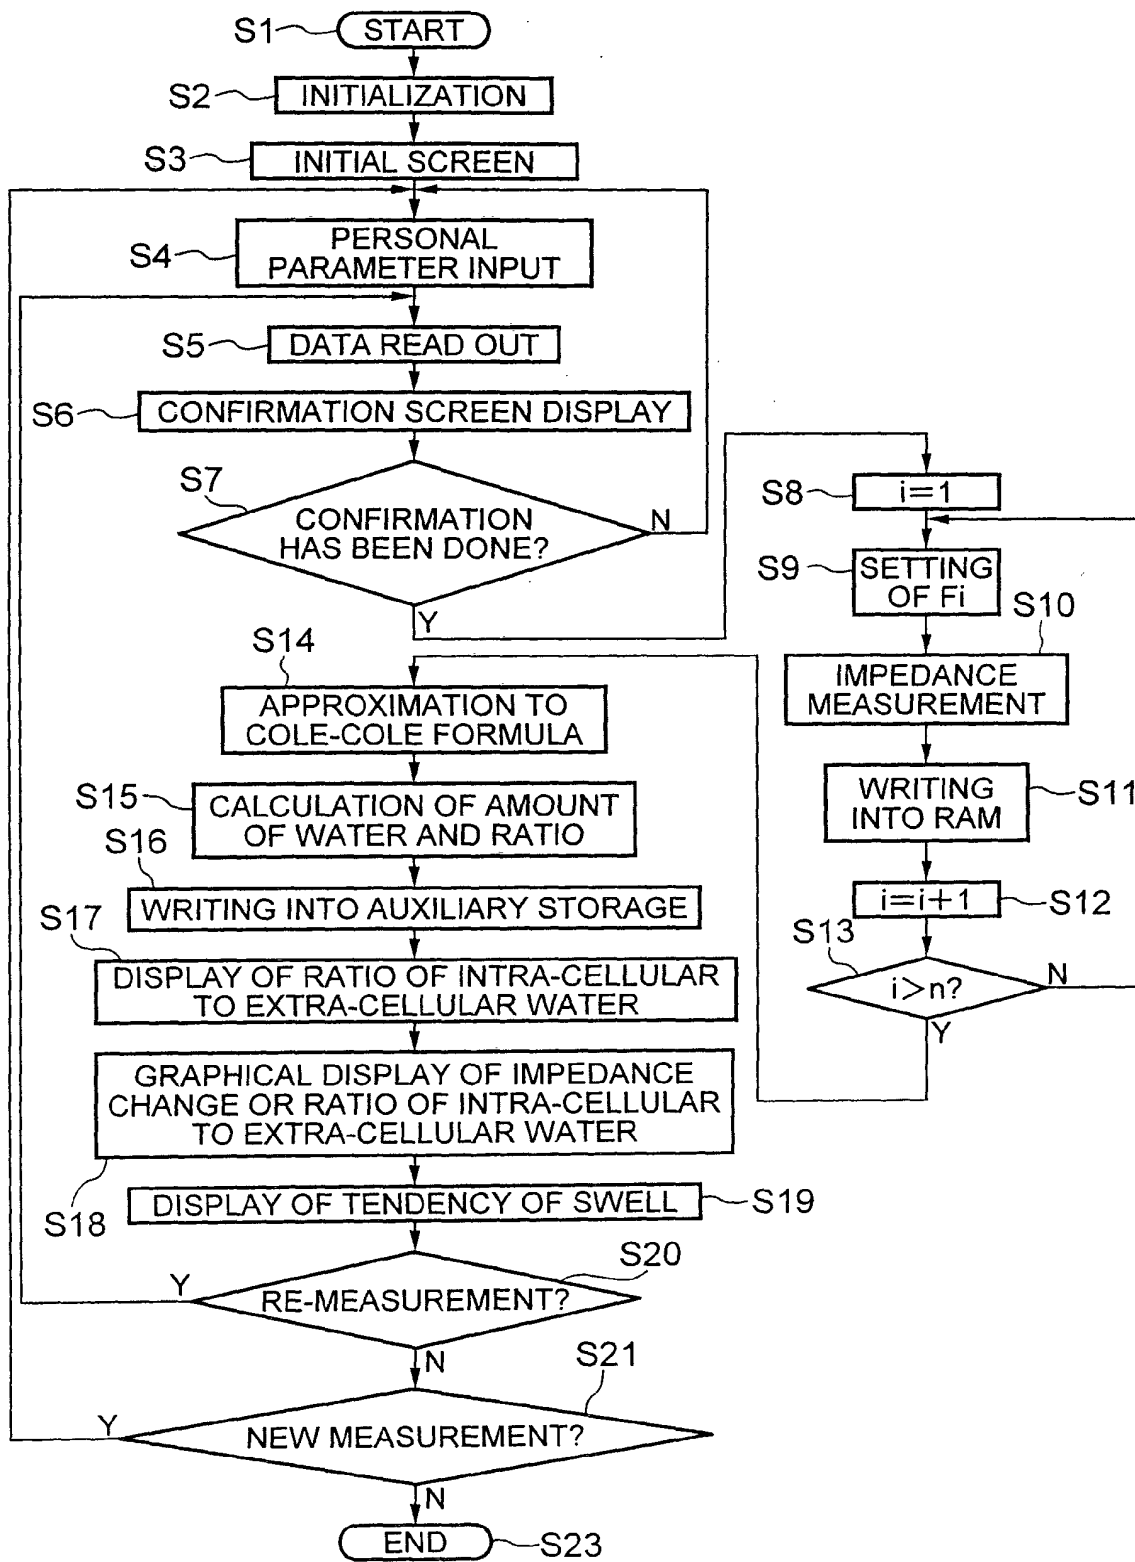 S1
START
S2
INITIALIZATION
S3
INITIAL SCREEN
S4
PERSONAL
PARAMETER INPUT
S5
DATA READ OUT
S6
CONFIRMATION SCREEN DISPLAY
S7
CONFIRMATION
HAS BEEN DONE?
N
Y
S8
i=1
S9
SETTING
OF Fi
S10
IMPEDANCE
MEASUREMENT
S11
WRITING
INTO RAM
S12
i=i+1
S13
i>n?
N
Y
S14
APPROXIMATION TO
COLE-COLE FORMULA
S15
CALCULATION OF AMOUNT
OF WATER AND RATIO
S16
WRITING INTO AUXILIARY STORAGE
S17
DISPLAY OF RATIO OF INTRA-CELLULAR
TO EXTRA-CELLULAR WATER
GRAPHICAL DISPLAY OF IMPEDANCE
CHANGE OR RATIO OF INTRA-CELLULAR
TO EXTRA-CELLULAR WATER
S18
DISPLAY OF TENDENCY OF SWELL
S19
S20
RE-MEASUREMENT?
Y
N
S21
NEW MEASUREMENT?
Y
N
END
S23